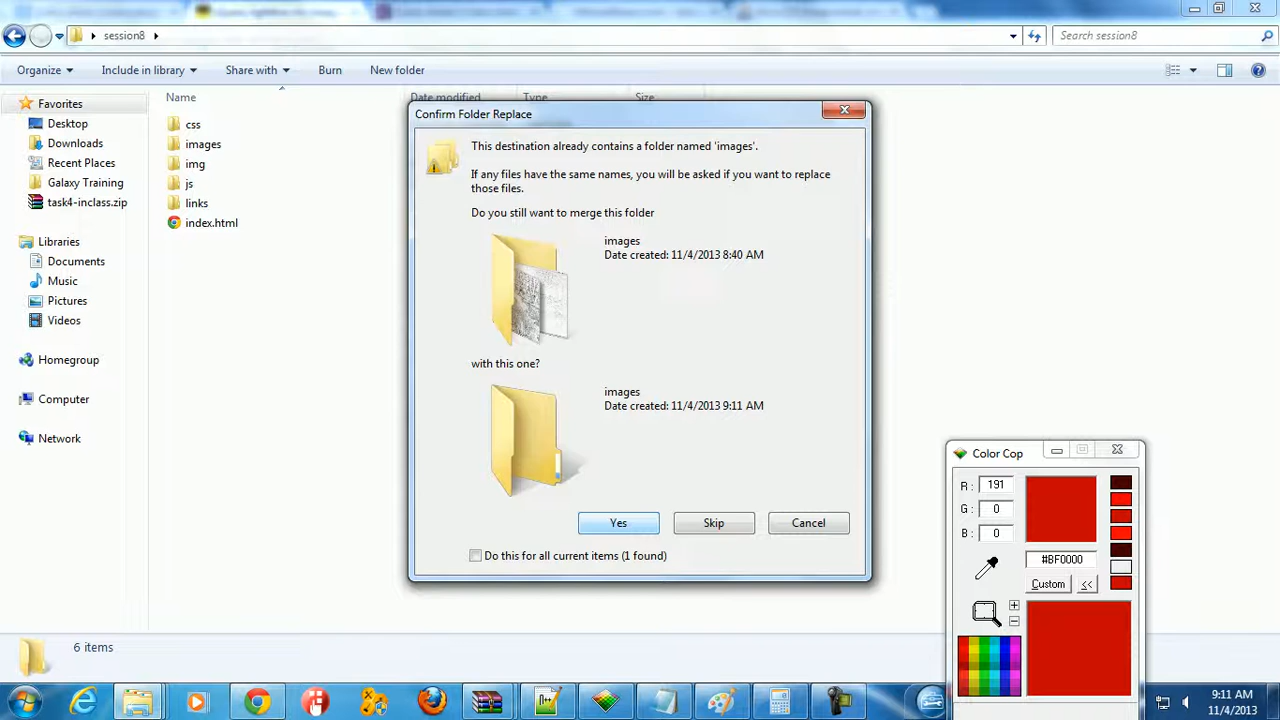 session8
Search session8
Organize
Include in library
Share with
Burn
New folder
Favorites
Desktop
Downloads
Recent Places
Galaxy Training
task4-inclass.zip
Libraries
Documents
Music
Pictures
Videos
Homegroup
Computer
Network
Name
Date modified
Type
Size
css
images
img
js
links
index.html
Confirm Folder Replace
This destination already contains a folder named 'images'.
If any files have the same names, you will be asked if you want to replace
those files.
Do you still want to merge this folder
images
Date created: 11/4/2013 8:40 AM
with this one?
images
Date created: 11/4/2013 9:11 AM
Yes
Skip
Cancel
Do this for all current items (1 found)
Color Cop
R: 191
G: 0
B: 0
#BF0000
Custom
<<
6 items
9:11 AM
11/4/2013